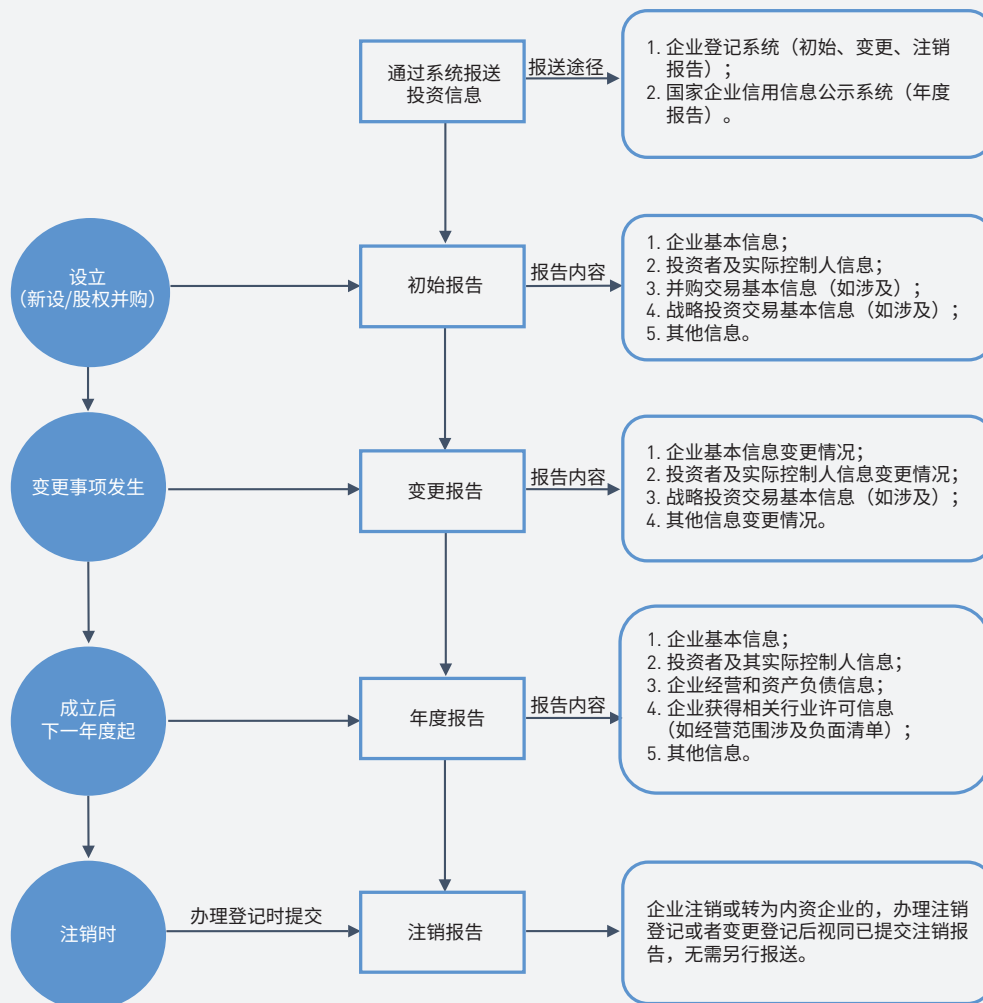 通过系统报送
投资信息
报送途径
1. 企业登记系统（初始、变更、注销
报告）；
2. 国家企业信用信息公示系统（年度
报告）。
设立
（新设/股权并购）
初始报告
报告内容
1. 企业基本信息；
2. 投资者及实际控制人信息；
3. 并购交易基本信息（如涉及）；
4. 战略投资交易基本信息（如涉及）；
5. 其他信息。
变更事项发生
变更报告
报告内容
1. 企业基本信息变更情况；
2. 投资者及实际控制人信息变更情况；
3. 战略投资交易基本信息（如涉及）；
4. 其他信息变更情况。
成立后
下一年度起
年度报告
报告内容
1. 企业基本信息；
2. 投资者及其实际控制人信息；
3. 企业经营和资产负债信息；
4. 企业获得相关行业许可信息
（如经营范围涉及负面清单）；
5. 其他信息。
注销时
办理登记时提交
注销报告
企业注销或转为内资企业的，办理注销
登记或者变更登记后视同已提交注销报
告，无需另行报送。